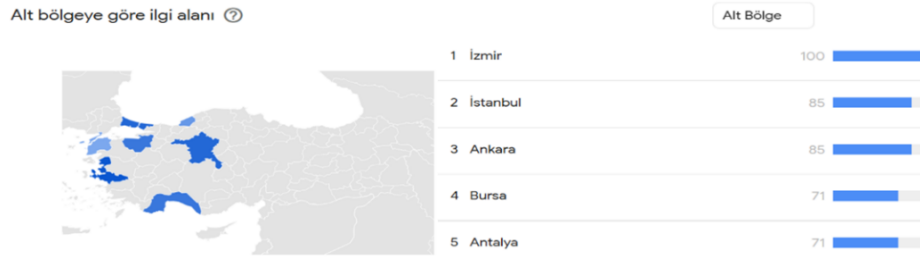 Alt bölgeye göre ilgi alanı ?
Alt Bölge
1 İzmir 100
2 İstanbul 85
3 Ankara 85
4 Bursa 71
5 Antalya 71